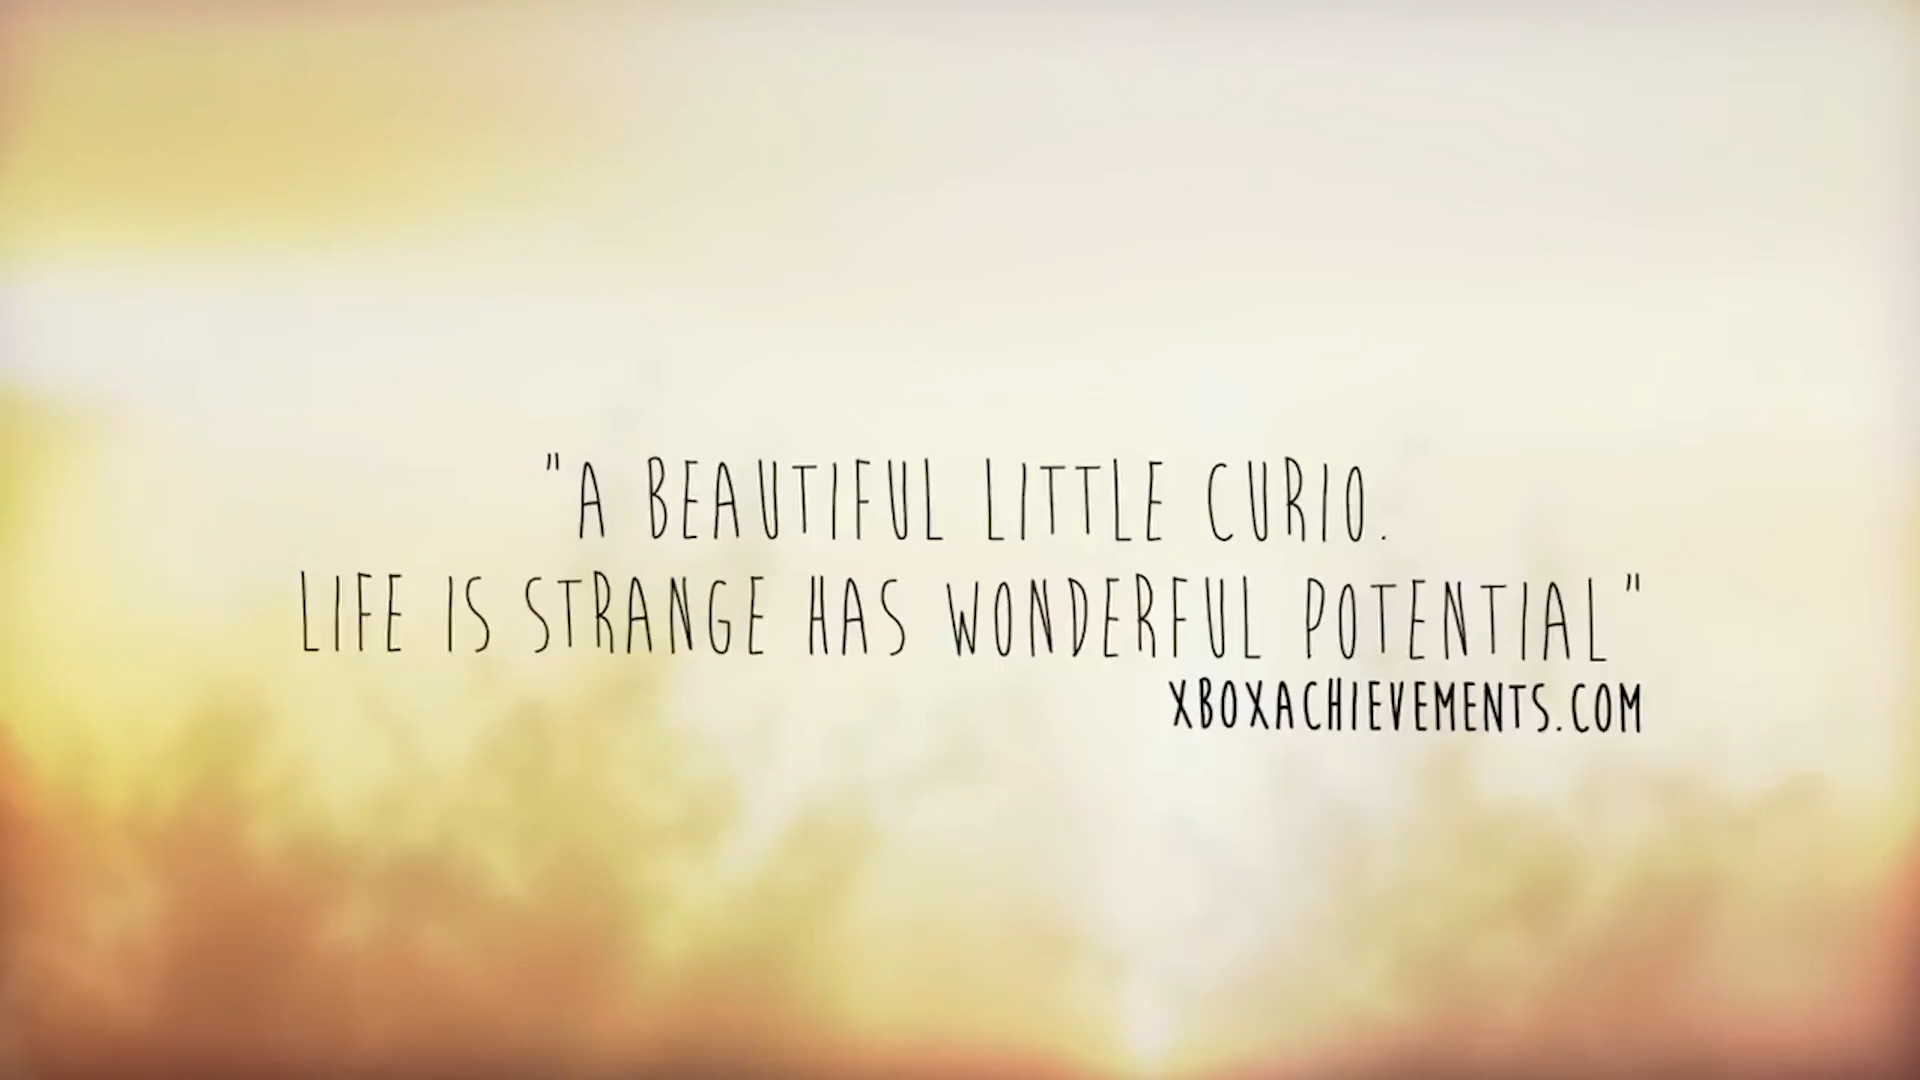 "A BEAUTIFUL LITTLE CURIO.
LIFE IS STRANGE HAS WONDERFUL POTENTIAL"
XBOXACHIEVEMENTS.COM